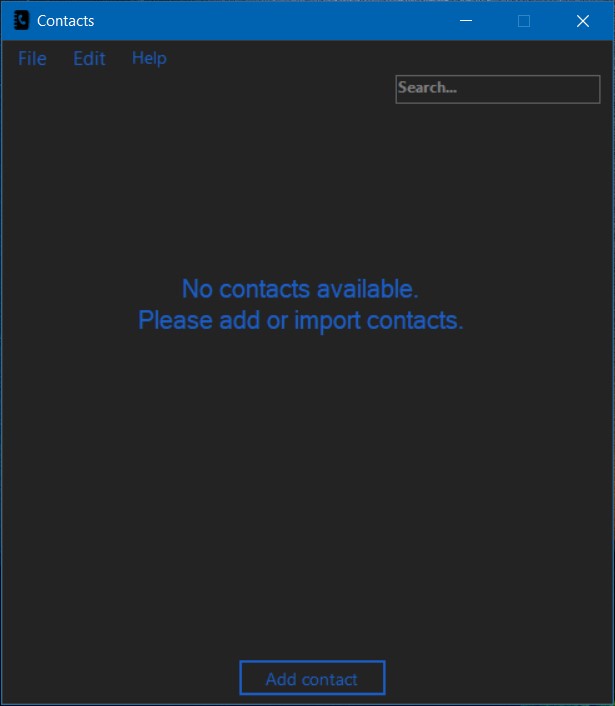 Contacts
File Edit Help
Search...
No contacts available.
Please add or import contacts.
Add contact